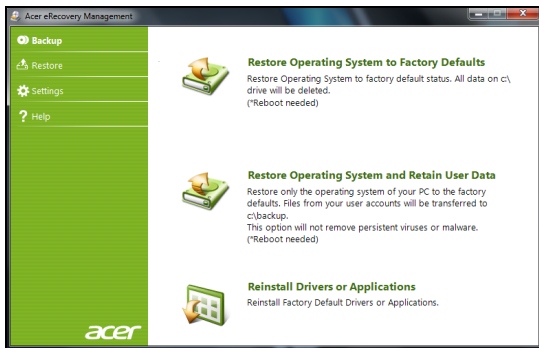 Acer eRecovery Management
Backup
Restore
Settings
? Help
acer
Restore Operating System to Factory Defaults
Restore Operating System to factory default status. All data on c:\
drive will be deleted.
(*Reboot needed)
Restore Operating System and Retain User Data
Restore only the operating system of your PC to the factory
defaults. Files from your user accounts will be transferred to
c:\backup.
This option will not remove persistent viruses or malware.
(*Reboot needed)
Reinstall Drivers or Applications
Reinstall Factory Default Drivers or Applications.